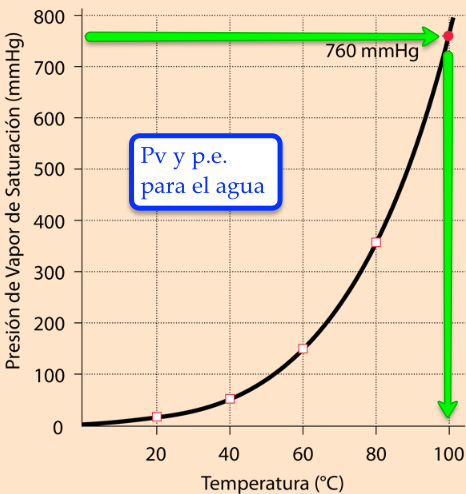 800
700
600
500
400
300
200
100
0
Presión de Vapor de Saturación (mmHg)
760 mmHg
Pv y p.e.
para el agua
20
40
60
80
100
Temperatura (°C)